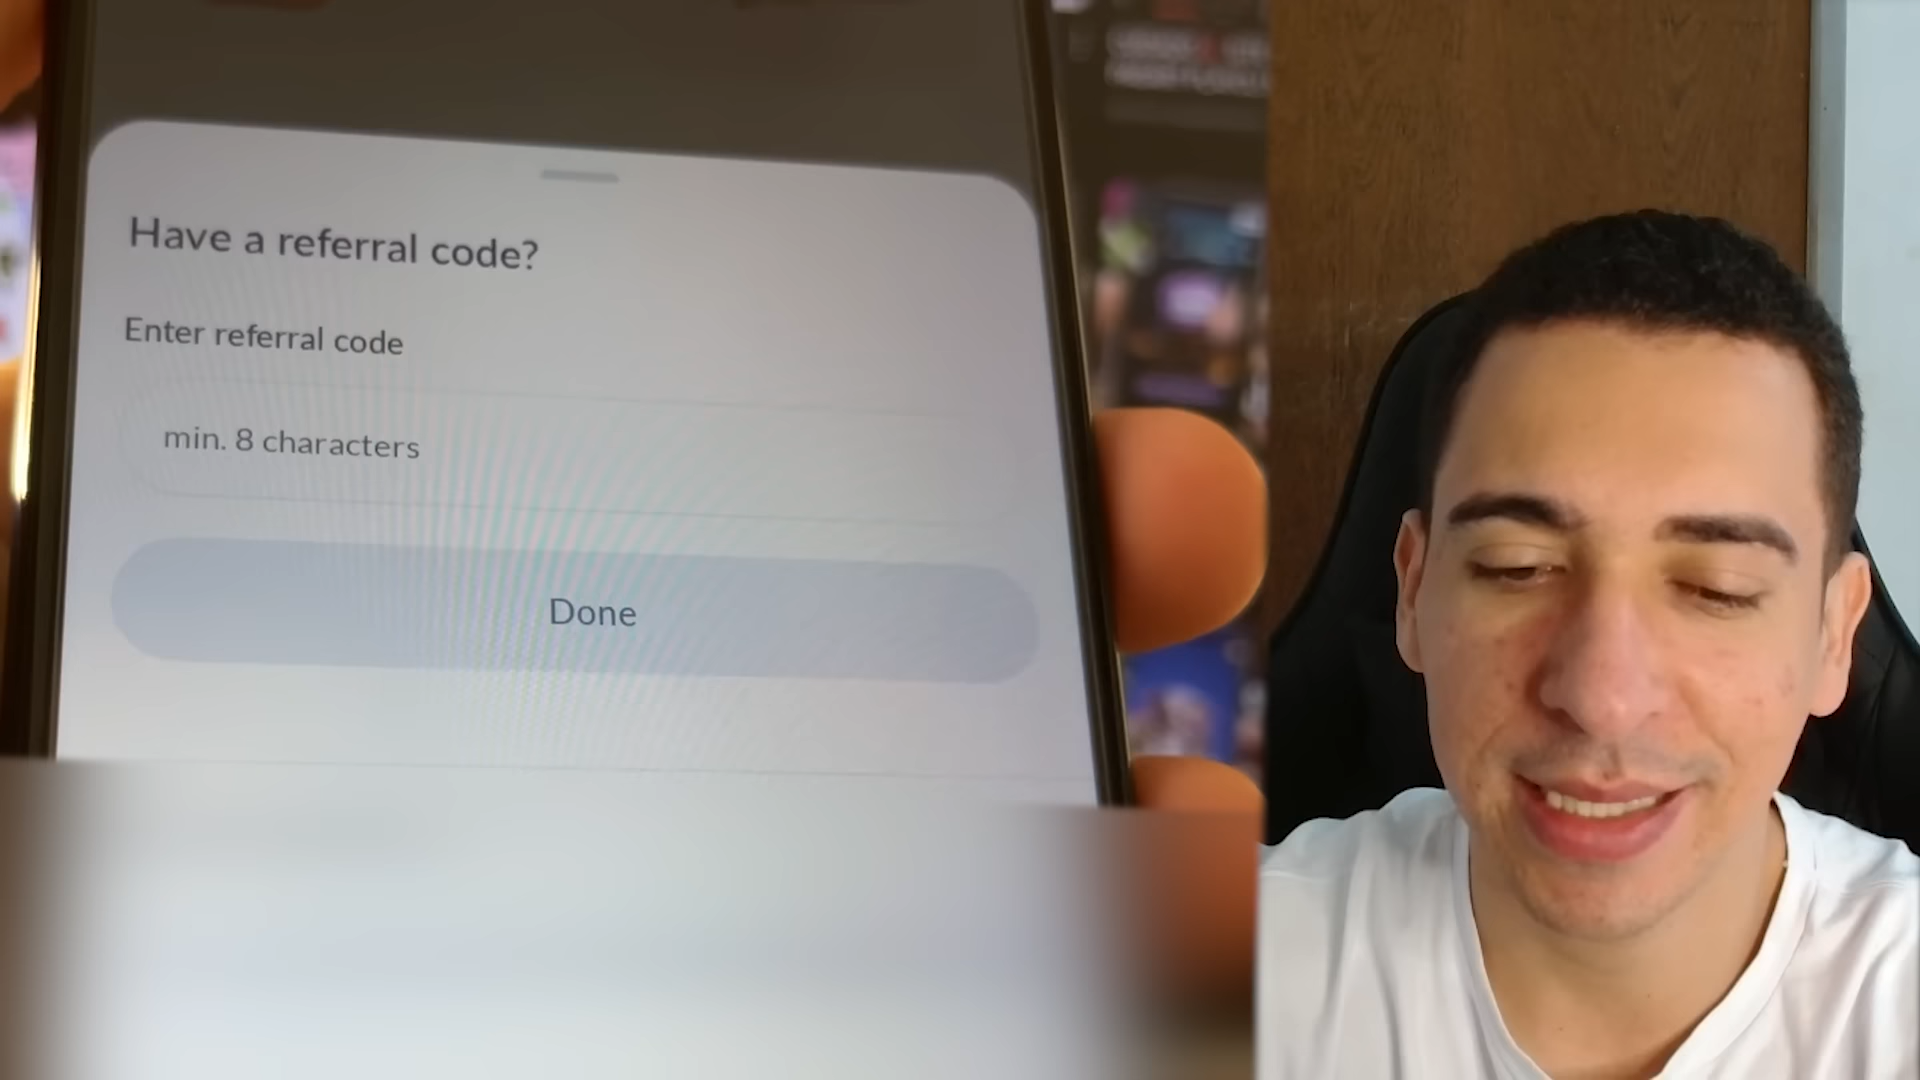 Have a referral code?
Enter referral code
min. 8 characters
Done